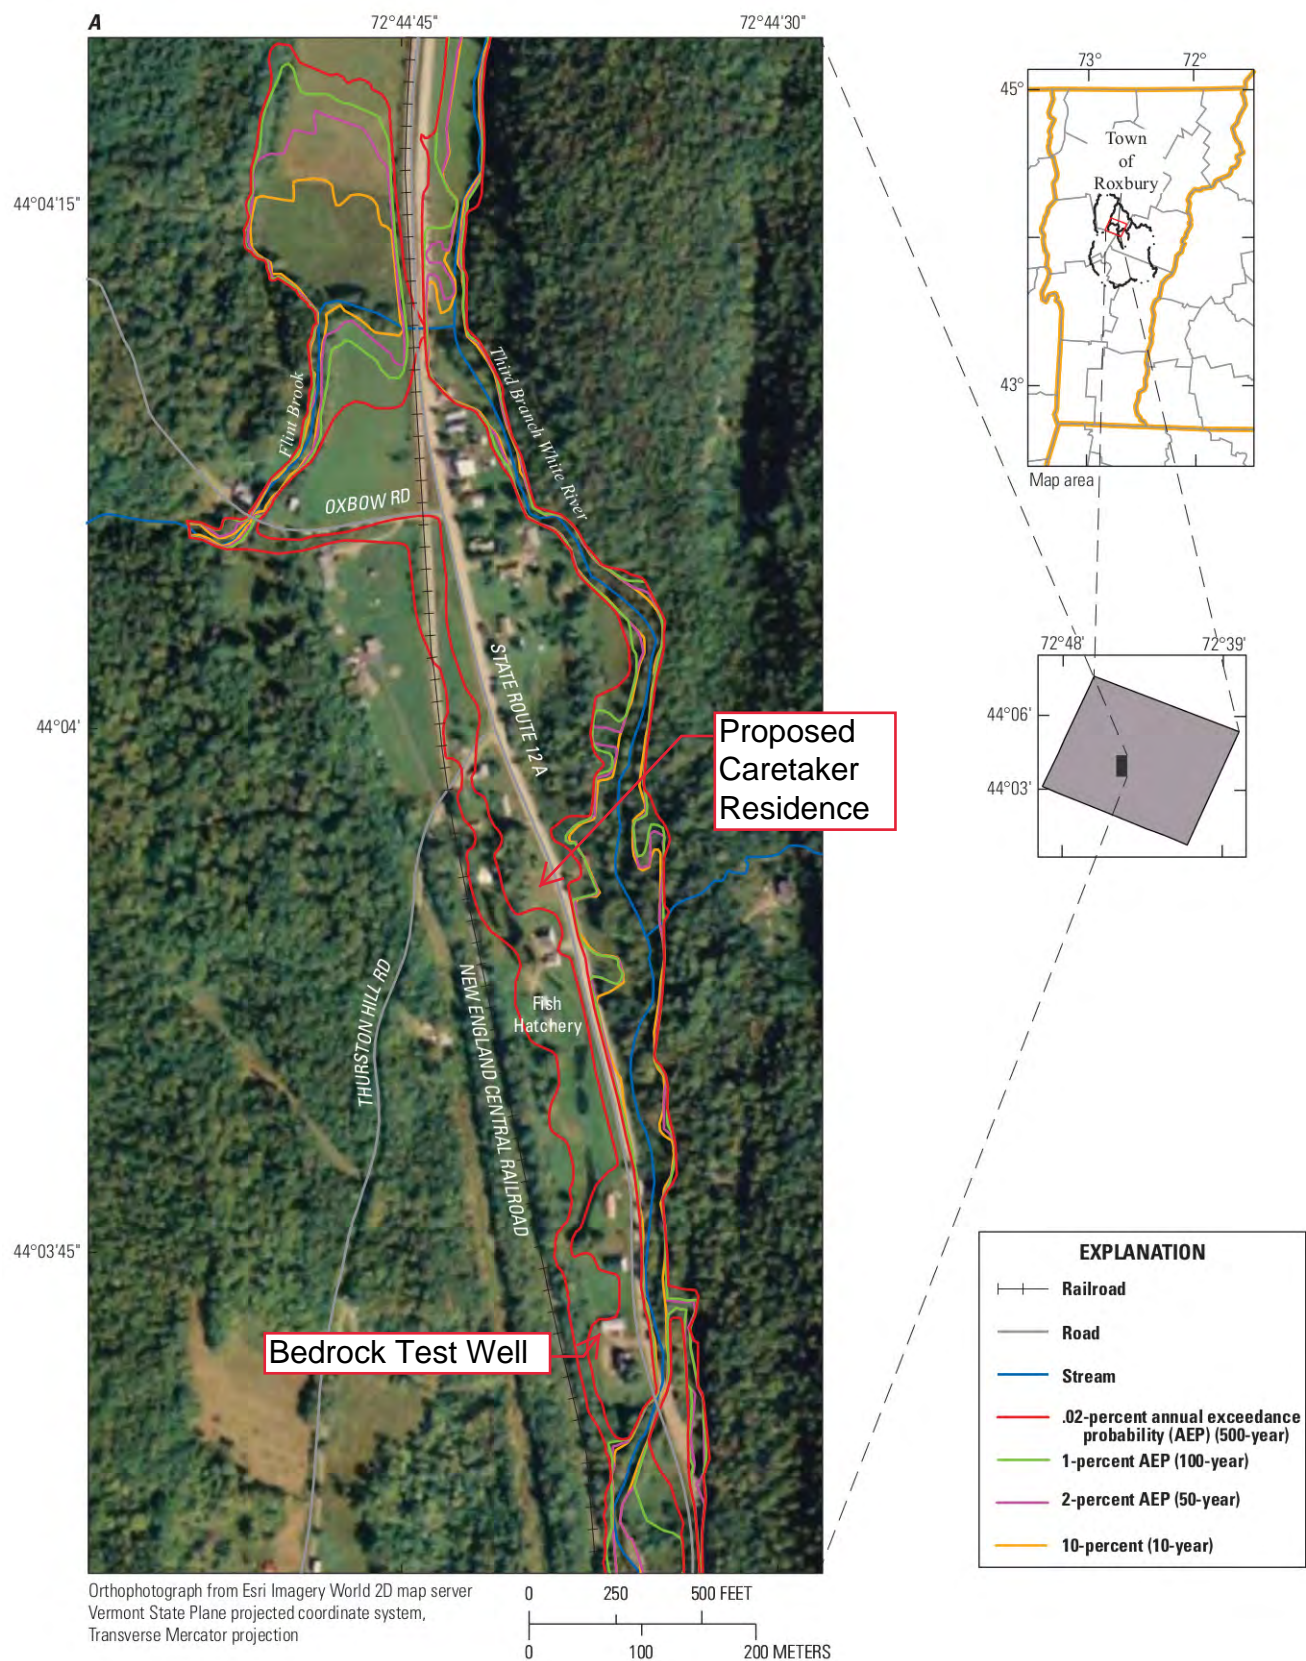 A
72°44'45"
72°44'30"
44°04'15"
44°04'
44°03'45"
Flint Brook
Third Branch White River
OXBOW RD
STATE ROUTE 12 A
Proposed
Caretaker
Residence
THURSTON HILL RD
NEW ENGLAND CENTRAL RAILROAD
Fish
Hatchery
Bedrock Test Well
Orthophotograph from Esri Imagery World 2D map server
Vermont State Plane projected coordinate system,
Transverse Mercator projection
0 250 500 FEET
0 100 200 METERS
73° 72°
45°
Town
of
Roxbury
43°
Map area
72°48' 72°39'
44°06'
44°03'
EXPLANATION
Railroad
Road
Stream
.02-percent annual exceedance
probability (AEP) (500-year)
1-percent AEP (100-year)
2-percent AEP (50-year)
10-percent (10-year)